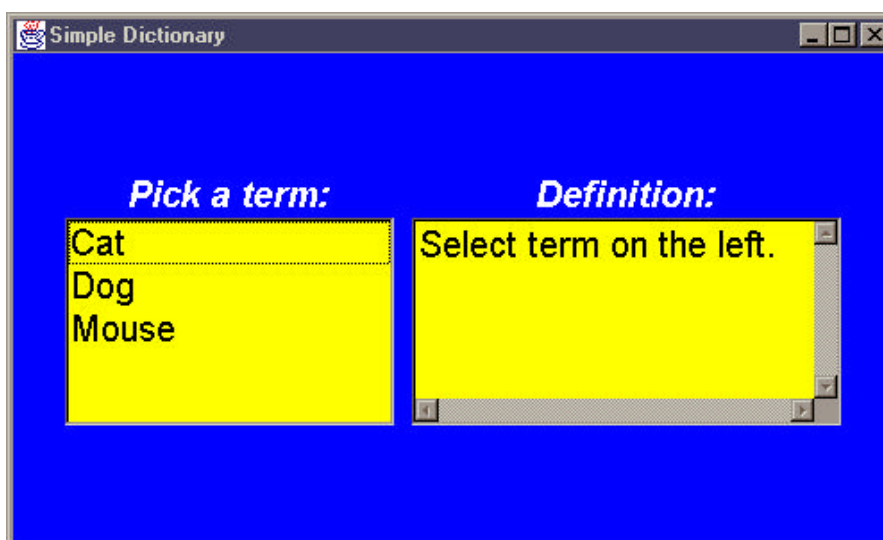 Simple Dictionary
Pick a term:
Cat
Dog
Mouse
Definition:
Select term on the left.